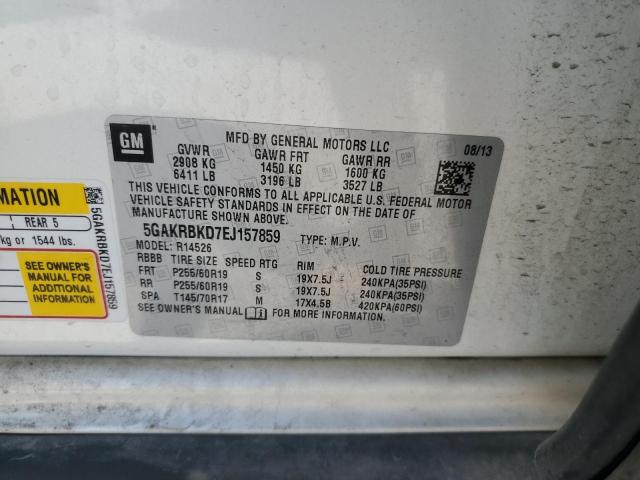 GM
MFD BY GENERAL MOTORS LLC
08/13
GVWR GAWR FRT GAWR RR
2908 KG 1450 KG 1600 KG
6411 LB 3196 LB 3527 LB
THIS VEHICLE CONFORMS TO ALL APPLICABLE U.S. FEDERAL MOTOR
VEHICLE SAFETY STANDARDS IN EFFECT ON THE DATE OF
MANUFACTURE SHOWN ABOVE.
5GAKRBKD7EJ157859 TYPE: M.P.V.
MODEL: R14526
RBBB TIRE SIZE SPEED RTG RIM COLD TIRE PRESSURE
FRT P255/60R19 S 19X7.5J 240KPA(35PSI)
RR P255/60R19 S 19X7.5J 240KPA(35PSI)
SPA T145/70R17 M 17X4.5B 420KPA(60PSI)
SEE OWNER'S MANUAL FOR MORE INFORMATION.
RMATION
REAR 5
kg or 1544 lbs.
SEE OWNER'S
MANUAL FOR
ADDITIONAL
INFORMATION
5GAKRBKD7EJ157859